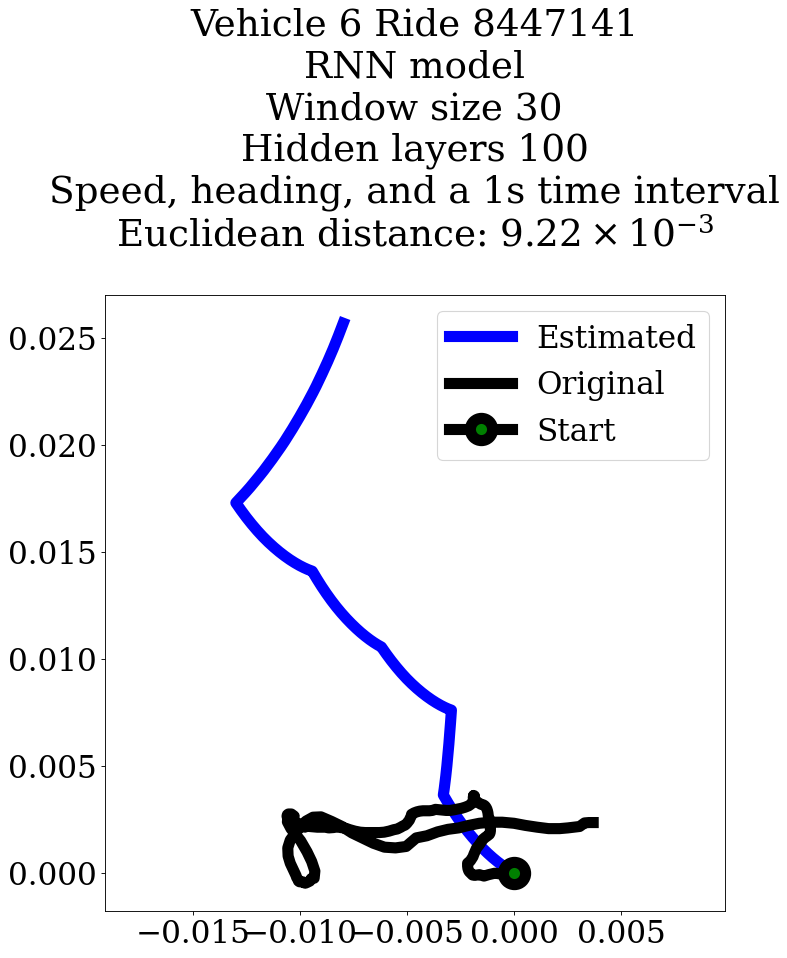 Vehicle 6 Ride 8447141
RNN model
Window size 30
Hidden layers 100
Speed, heading, and a 1s time interval
Euclidean distance: 9.22 × 10⁻³
Estimated
Original
Start
0.025
0.020
0.015
0.010
0.005
0.000
−0.015 −0.010 −0.005 0.000 0.005